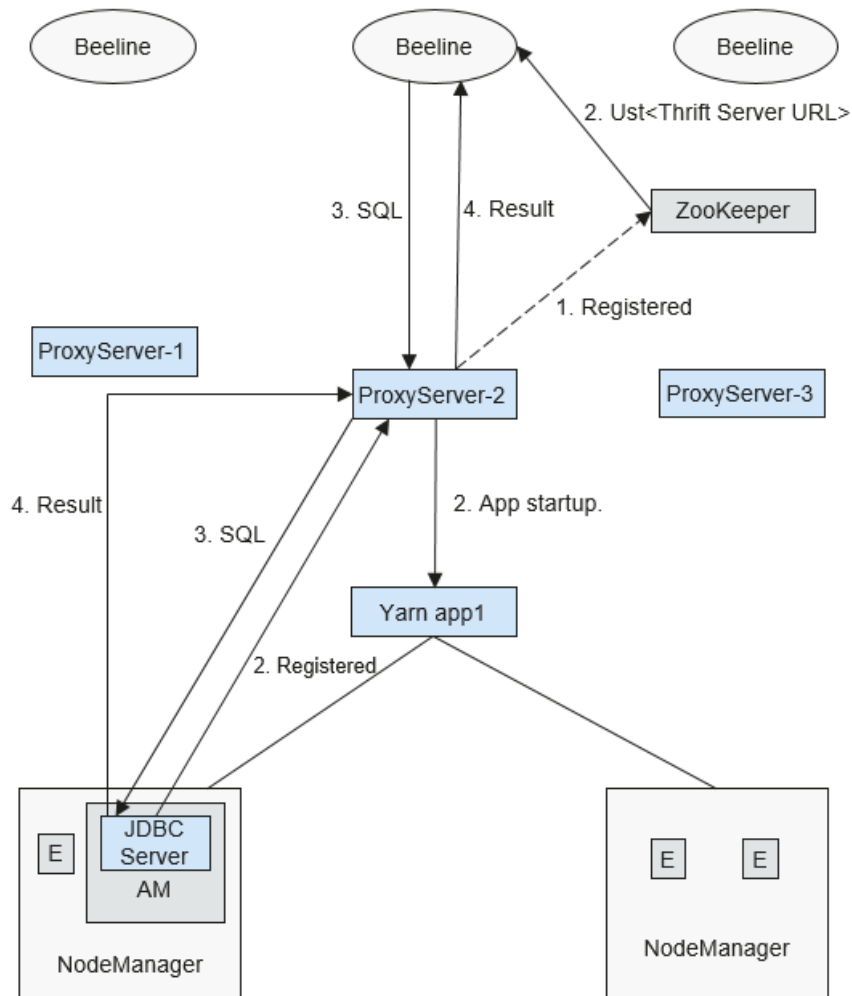 Beeline
Beeline
Beeline
2. Ust<Thrift Server URL>
3. SQL
4. Result
ZooKeeper
1. Registered
ProxyServer-1
ProxyServer-2
ProxyServer-3
4. Result
3. SQL
2. App startup.
Yarn app1
2. Registered
E
JDBC
Server
AM
NodeManager
E
E
NodeManager